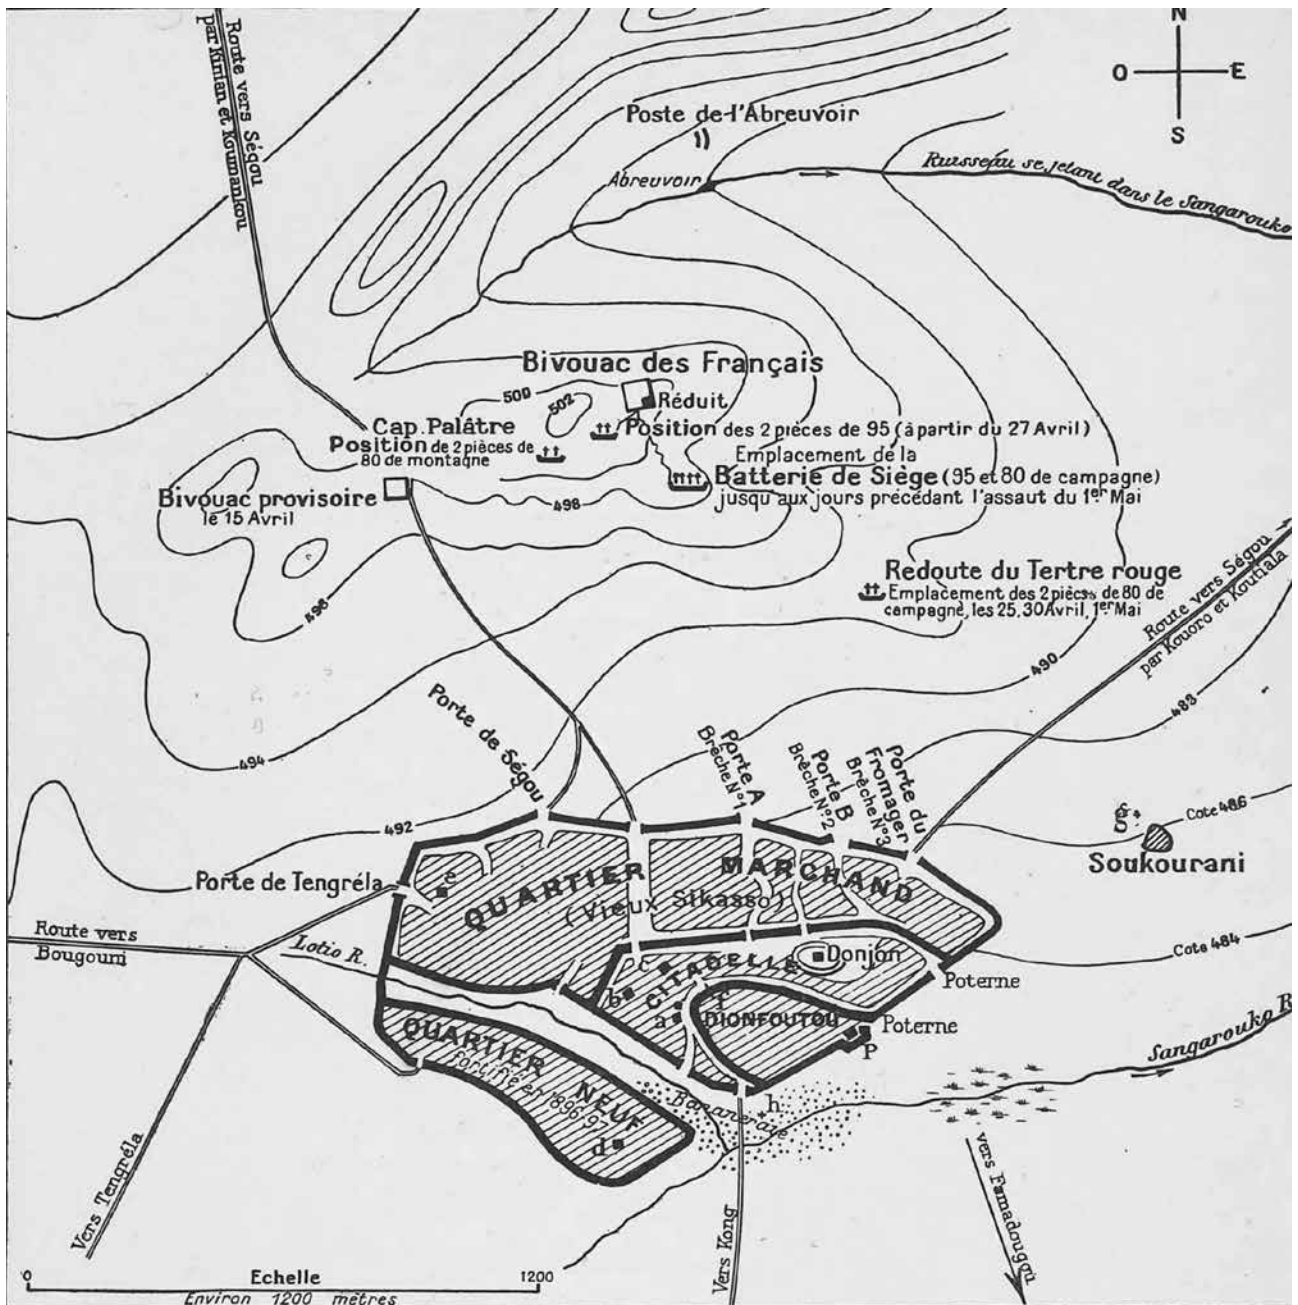 N
O E
S
Route vers Ségou
par Kinian et Koumankou
Poste de l'Abreuvoir
Abreuvoir
Ruisseau se jetant dans le Sangarouko
Bivouac des Français
500
502
Réduit
Cap. Palâtre
Position de 2 pièces de
80 de montagne
Position des 2 pièces de 95 (à partir du 27 Avril)
Emplacement de la
Batterie de Siège (95 et 80 de campagne)
jusqu'aux jours précédant l'assaut du 1er Mai
Bivouac provisoire
le 15 Avril
498
496
Redoute du Tertre rouge
Emplacement des 2 pièces de 80 de
campagne, les 25.30 Avril, 1er Mai
Route vers Ségou
par Kouoro et Koutiala
490
483
494
492
Porte de Ségou
Porte A
Brèche N°1
Porte B
Brèche N°2
Porte du
Fromager
Brèche N°3
Cote 486
g
Soukourani
Porte de Tengréla
e
QUARTIER MARCHAND
(Vieux Sikasso)
Route vers
Bougouni
Lotio R.
Cote 484
CITADELLE
Donjon
c
b
a
f
Poterne
DIONFOUTOU
Poterne
P
QUARTIER NEUF
fortifié en 1896-97
d
Bananeraie
h
Sangarouko R
Vers Tengréla
Vers Kong
vers Famadougou
0 Echelle 1200
Environ 1200 mètres